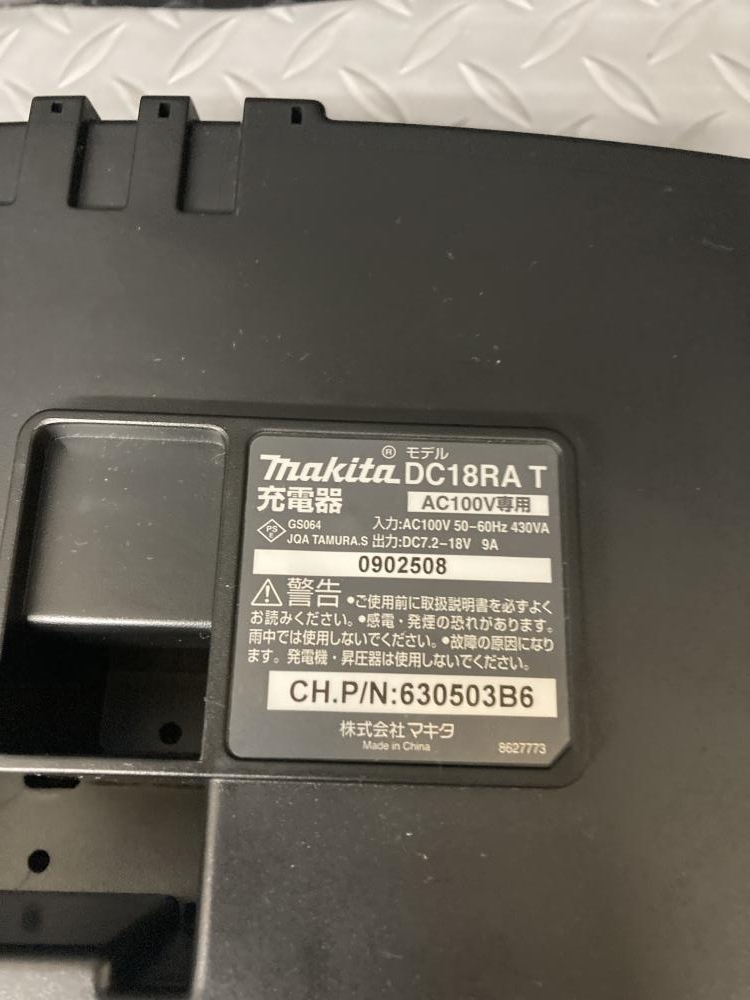 makita® モデル DC18RA T
充電器 AC100V専用
PSE GS064 入力:AC100V 50-60Hz 430VA
JQA TAMURA.S 出力:DC7.2-18V 9A
0902508
⚠警告 •ご使用前に取扱説明書を必ずよく
お読みください。•感電・発煙の恐れがあります。
雨中では使用しないでください。•故障の原因になり
ます。発電機・昇圧器は使用しないでください。
CH.P/N:630503B6
株式会社マキタ
Made in China 8627773